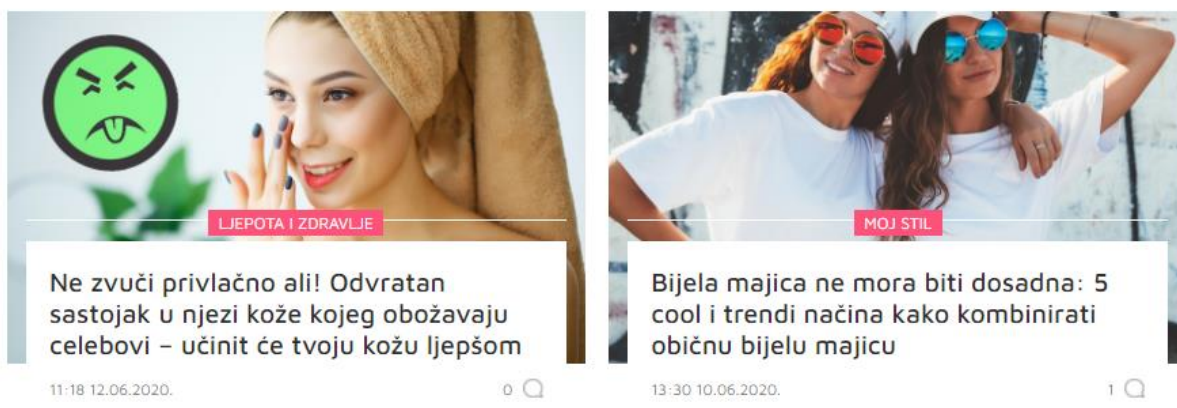 LJEPOTA I ZDRAVLJE
Ne zvuči privlačno ali! Odvratan
sastojak u njezi kože kojeg obožavaju
celebovi – učinit će tvoju kožu ljepšom
11:18 12.06.2020.
0
MOJ STIL
Bijela majica ne mora biti dosadna: 5
cool i trendi načina kako kombinirati
običnu bijelu majicu
13:30 10.06.2020.
1